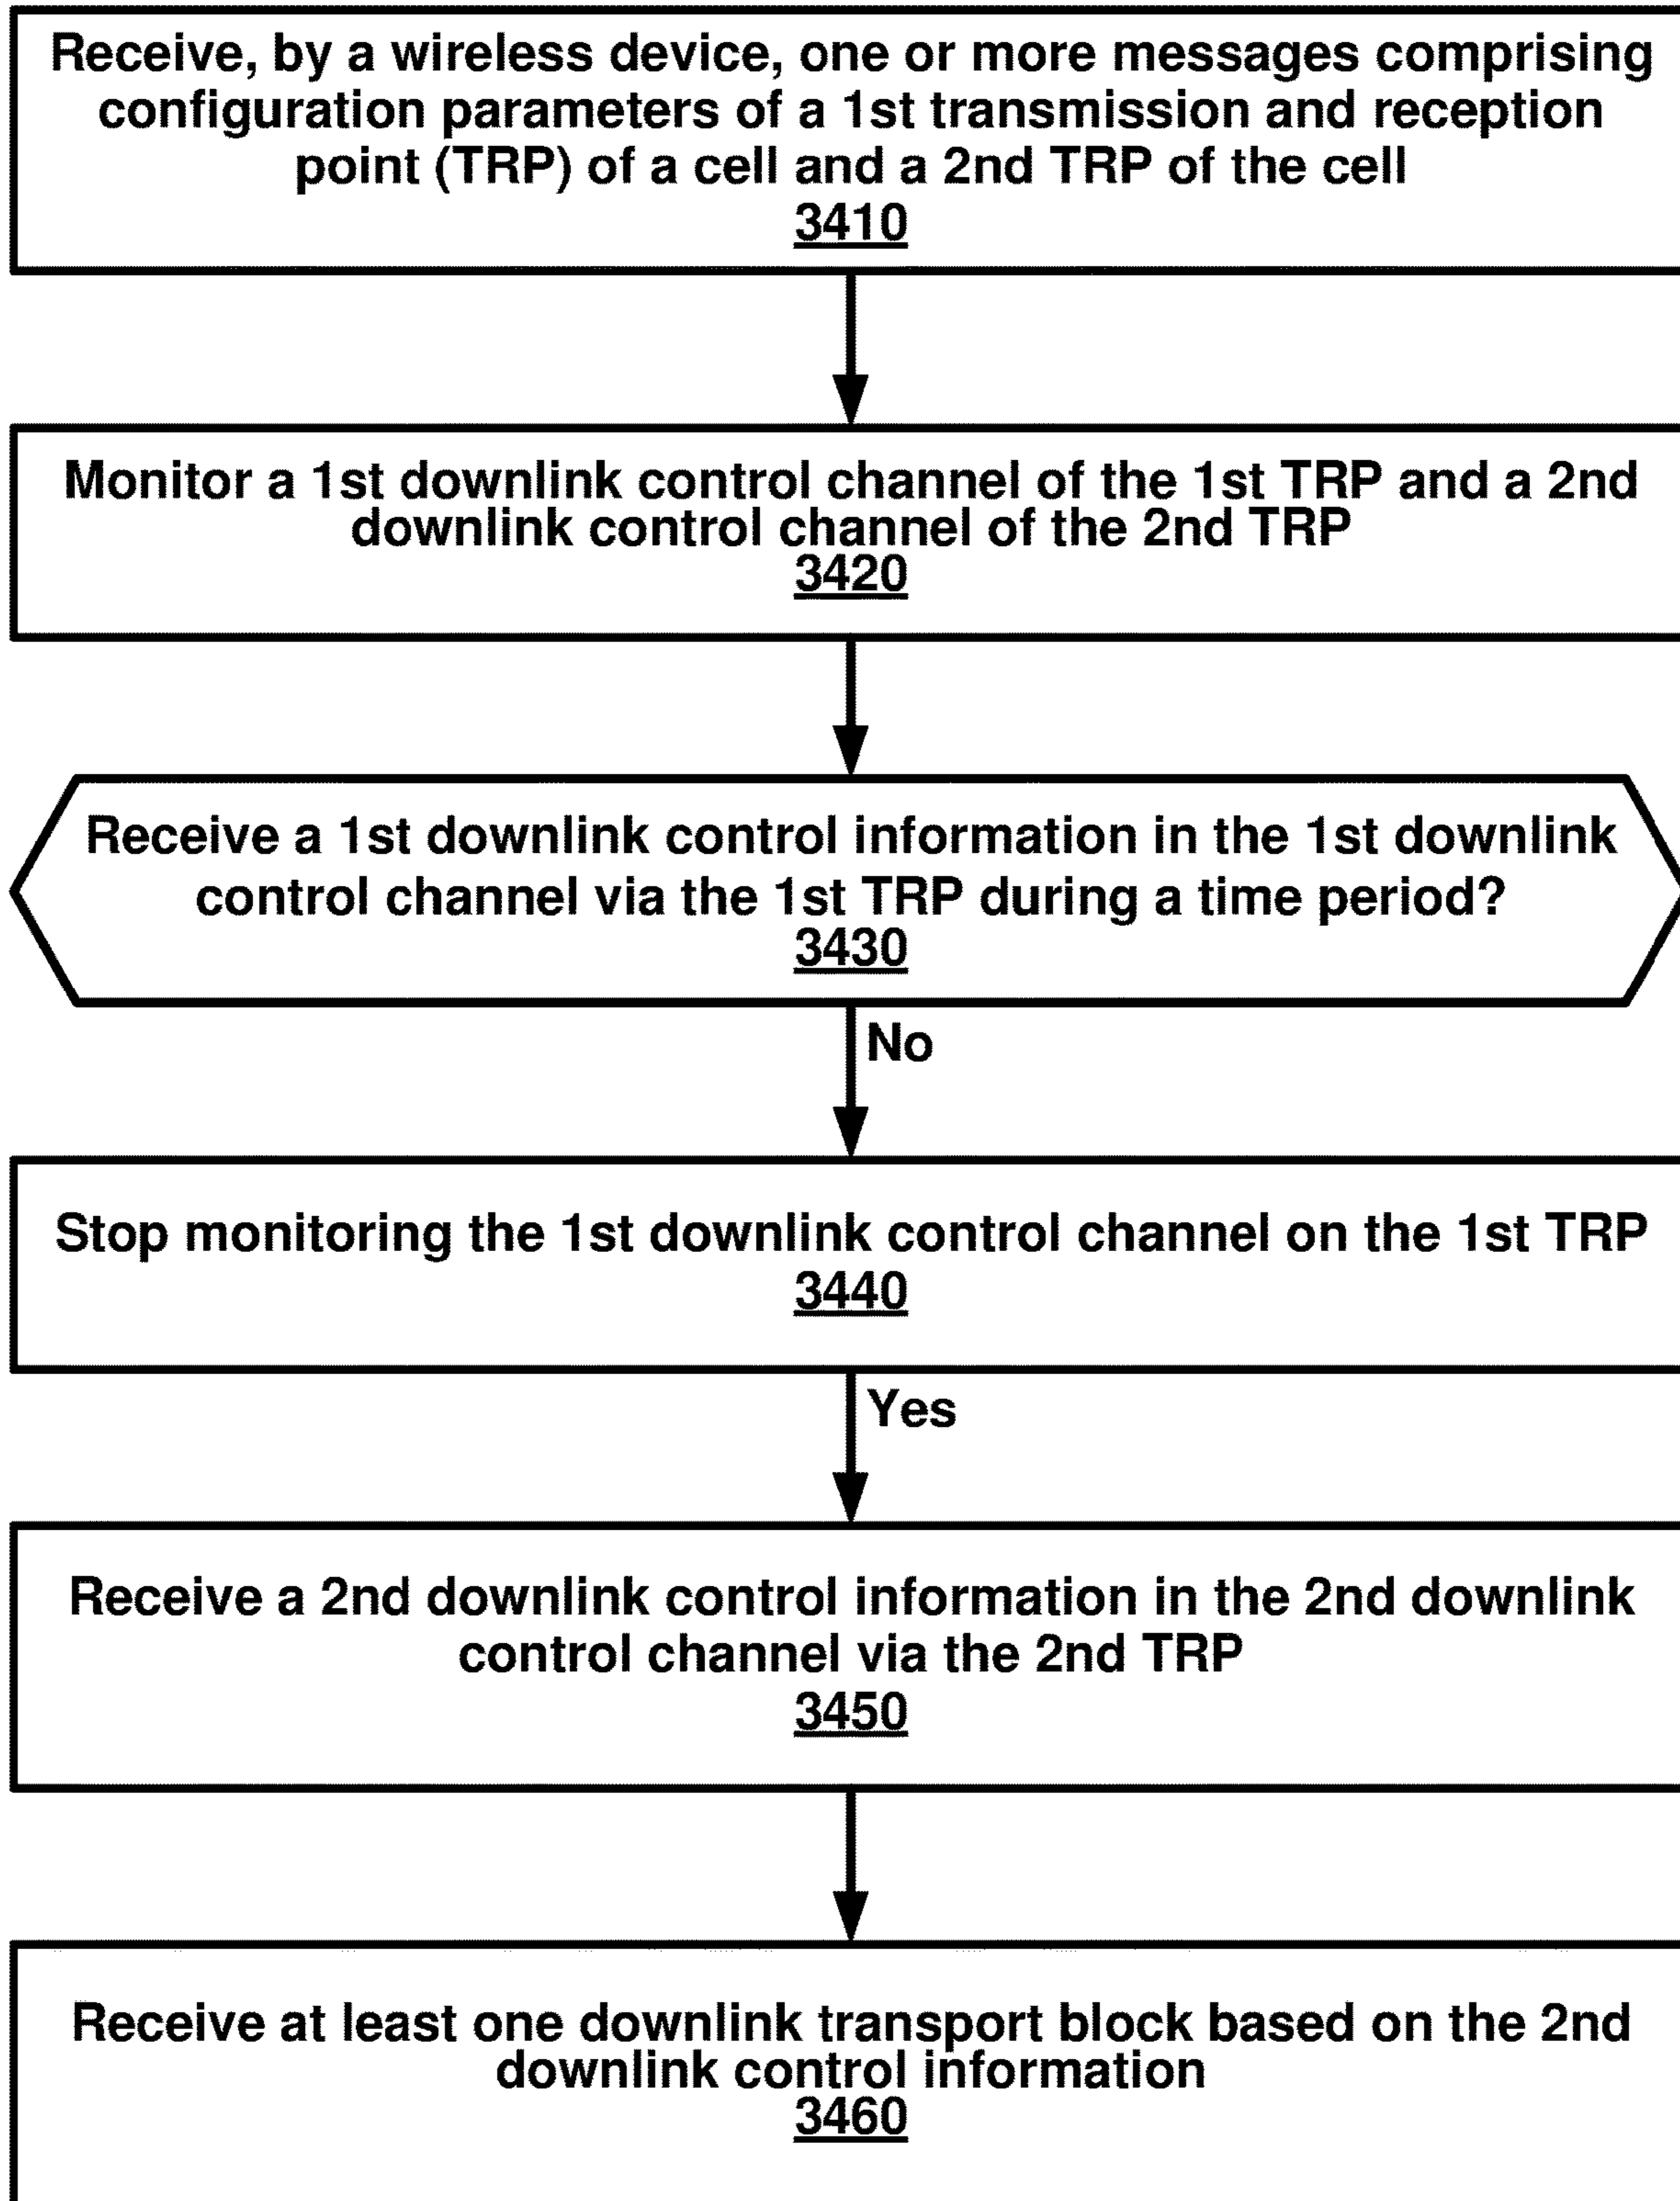 Receive, by a wireless device, one or more messages comprising
configuration parameters of a 1st transmission and reception
point (TRP) of a cell and a 2nd TRP of the cell
3410
Monitor a 1st downlink control channel of the 1st TRP and a 2nd
downlink control channel of the 2nd TRP
3420
Receive a 1st downlink control information in the 1st downlink
control channel via the 1st TRP during a time period?
3430
No
Stop monitoring the 1st downlink control channel on the 1st TRP
3440
Yes
Receive a 2nd downlink control information in the 2nd downlink
control channel via the 2nd TRP
3450
Receive at least one downlink transport block based on the 2nd
downlink control information
3460